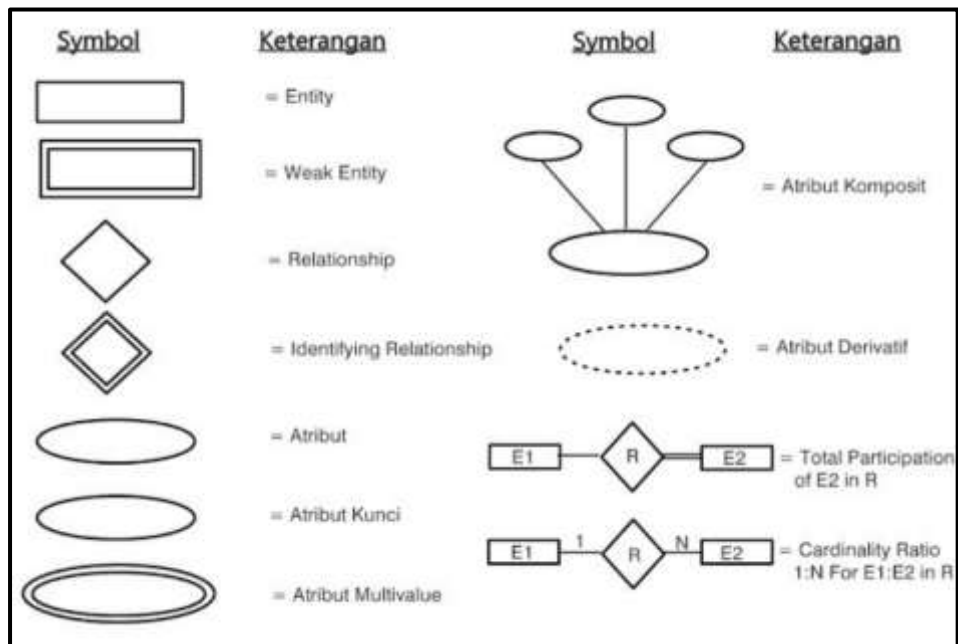 Symbol
Keterangan
= Entity
= Weak Entity
= Relationship
= Identifying Relationship
= Atribut
= Atribut Kunci
= Atribut Multivalue
Symbol
Keterangan
= Atribut Komposit
= Atribut Derivatif
E1
R
E2
= Total Participation
of E2 in R
E1
1
R
N
E2
= Cardinality Ratio
1:N For E1:E2 in R